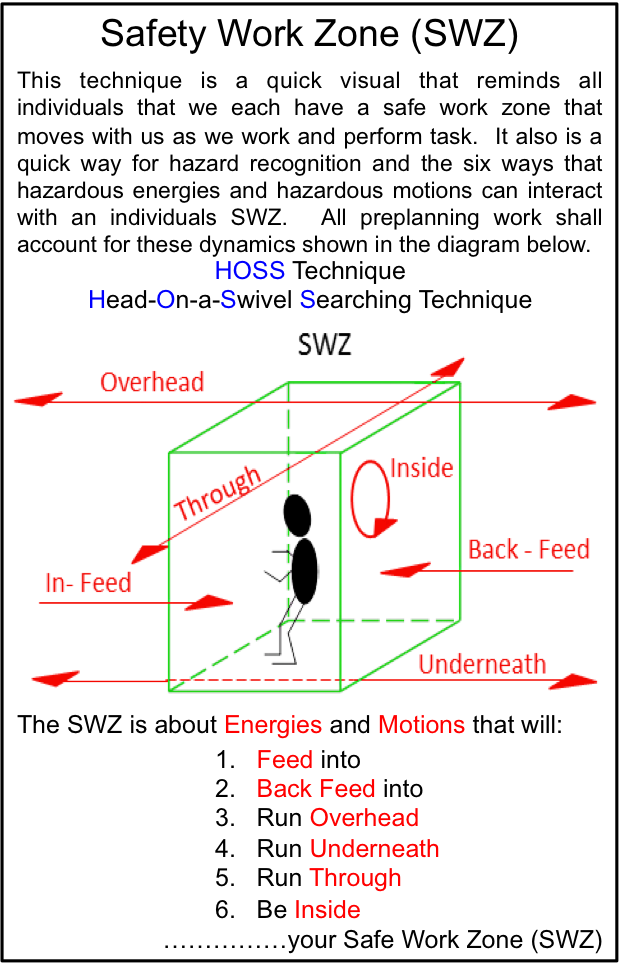 Safety Work Zone (SWZ)
This technique is a quick visual that reminds all
individuals that we each have a safe work zone that
moves with us as we work and perform task. It also is a
quick way for hazard recognition and the six ways that
hazardous energies and hazardous motions can interact
with an individuals SWZ. All preplanning work shall
account for these dynamics shown in the diagram below.
HOSS Technique
Head-On-a-Swivel Searching Technique
SWZ
Overhead
Through
Inside
Back - Feed
In- Feed
Underneath
The SWZ is about Energies and Motions that will:
1. Feed into
2. Back Feed into
3. Run Overhead
4. Run Underneath
5. Run Through
6. Be Inside
……………your Safe Work Zone (SWZ)